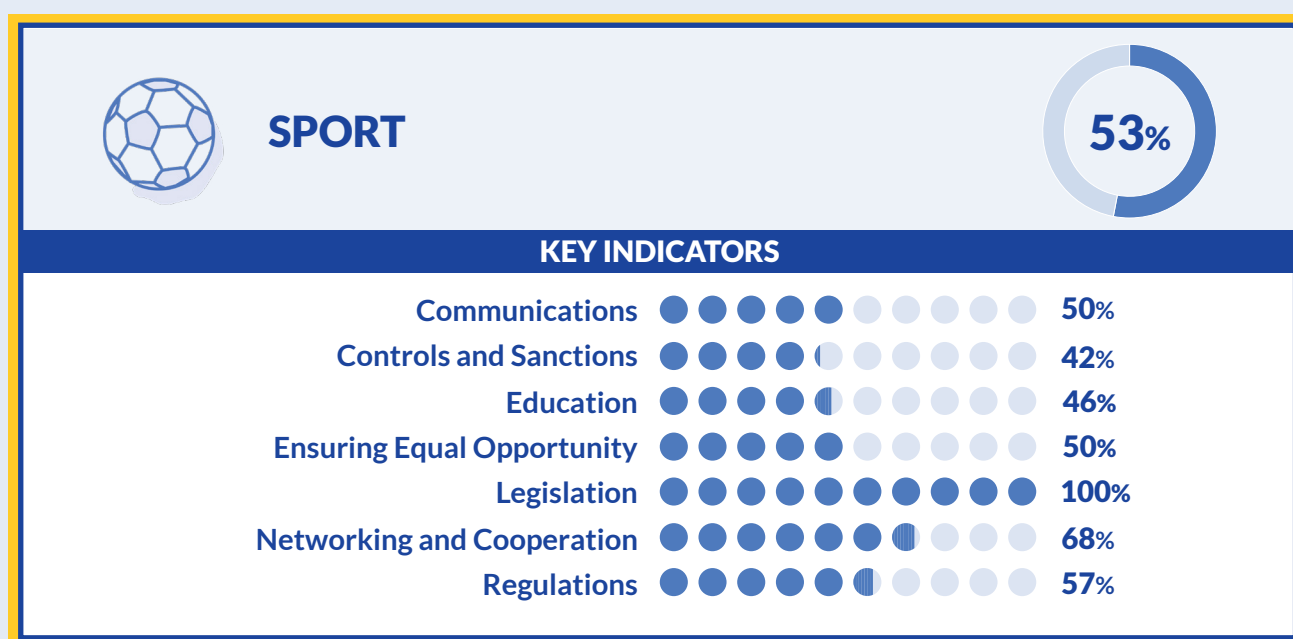 SPORT
53%
KEY INDICATORS
Communications 50%
Controls and Sanctions 42%
Education 46%
Ensuring Equal Opportunity 50%
Legislation 100%
Networking and Cooperation 68%
Regulations 57%